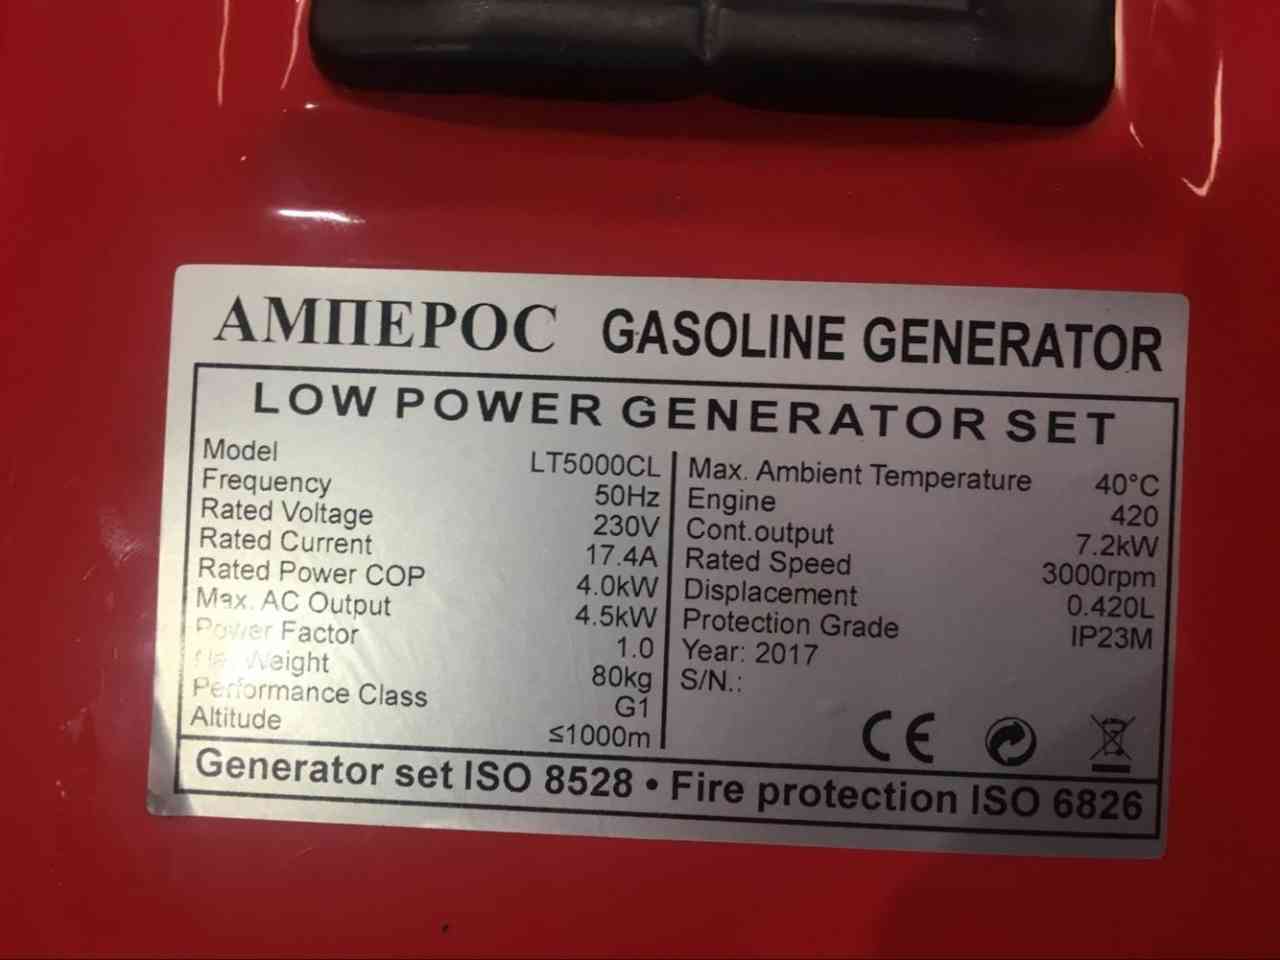 АМПЕРОС GASOLINE GENERATOR
LOW POWER GENERATOR SET
Model LT5000CL
Frequency 50Hz
Rated Voltage 230V
Rated Current 17.4A
Rated Power COP 4.0kW
Max. AC Output 4.5kW
Power Factor 1.0
Weight 80kg
Performance Class G1
Altitude ≤1000m
Max. Ambient Temperature 40°C
Engine 420
Cont.output 7.2kW
Rated Speed 3000rpm
Displacement 0.420L
Protection Grade IP23M
Year: 2017
S/N.:
CE
Generator set ISO 8528 • Fire protection ISO 6826